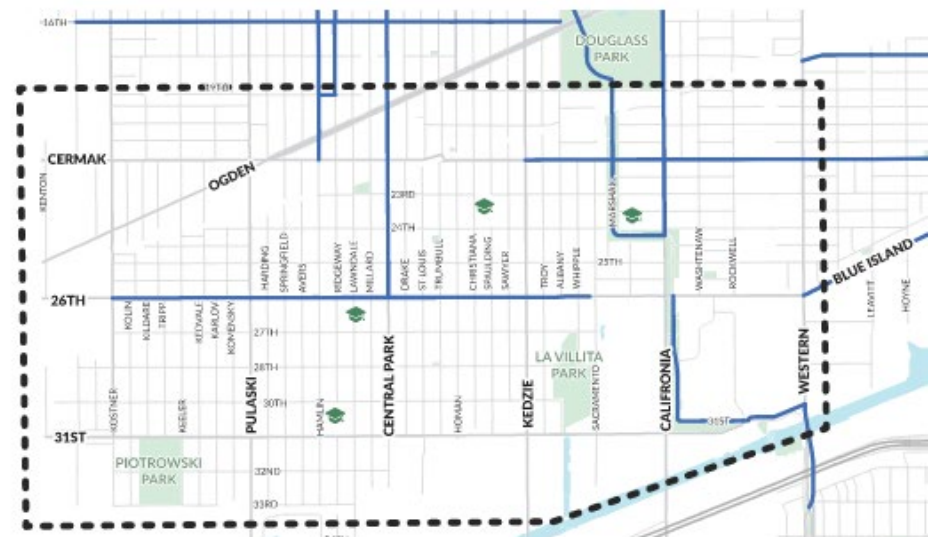 16TH
DOUGLASS
PARK
19TH
CERMAK
OGDEN
KENTON
23RD
24TH
MARSHALL
25TH
HARDING
SPRINGFIELD
AVERS
RIDGEWAY
LAWNDALE
MILLARD
DRAKE
ST LOUIS
TRUMBULL
CHRISTIANA
SPAULDING
SAWYER
TROY
ALBANY
WHIPPLE
WASHTENAW
ROCKWELL
BLUE ISLAND
LEAVITT
HOYNE
26TH
KOLIN
KILDARE
TRIPP
KEDVALE
KARLOV
KOMENSKY
27TH
28TH
30TH
KOSTNER
KEELER
PULASKI
HAMLIN
CENTRAL PARK
HOMAN
KEDZIE
LA VILLITA
PARK
SACRAMENTO
CALIFRONIA
WESTERN
31ST
31ST
PIOTROWSKI
PARK
32ND
33RD